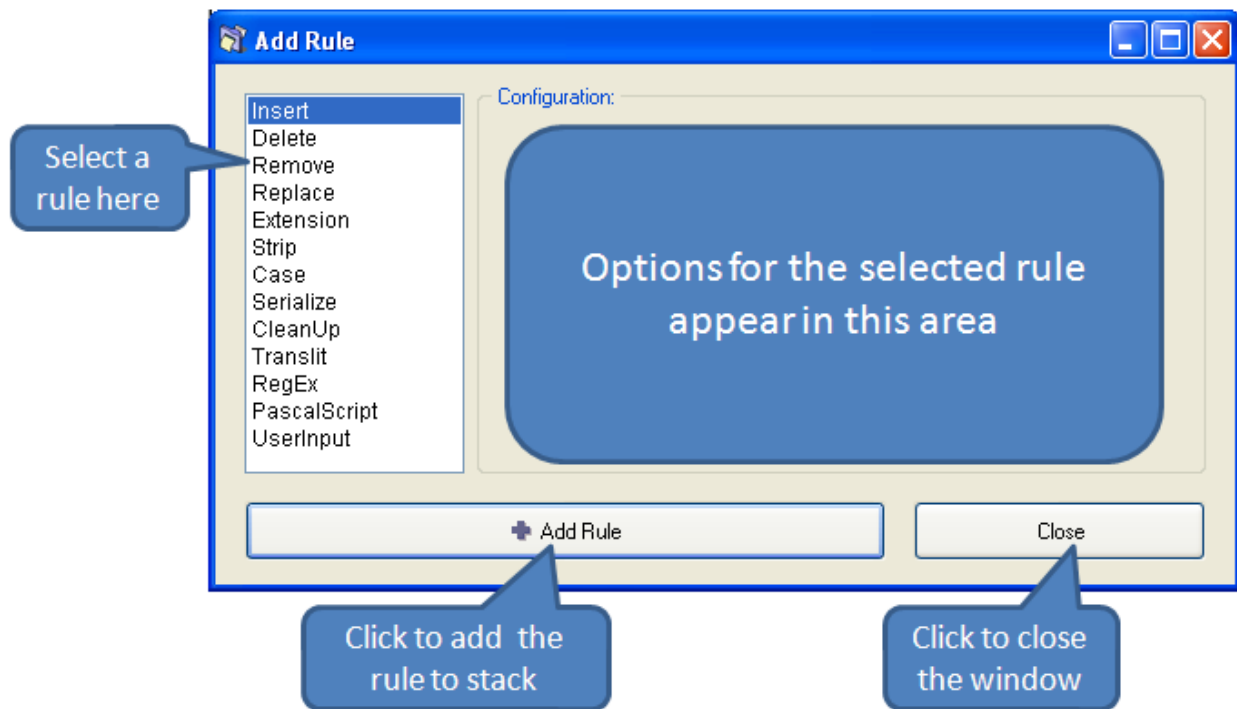 Add Rule
Configuration:
Insert
Delete
Remove
Replace
Extension
Strip
Case
Serialize
CleanUp
Translit
RegEx
PascalScript
UserInput
Select a
rule here
Options for the selected rule
appear in this area
Add Rule
Close
Click to add the
rule to stack
Click to close
the window